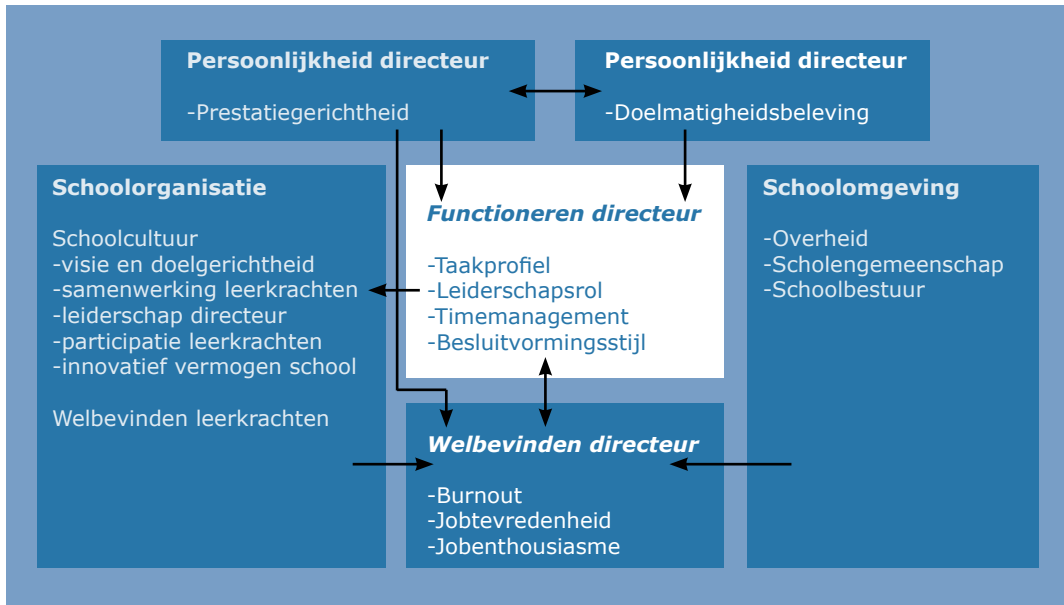 Persoonlijkheid directeur
-Prestatiegerichtheid
Persoonlijkheid directeur
-Doelmatigheidsbeleving
Schoolorganisatie
Schoolcultuur
-visie en doelgerichtheid
-samenwerking leerkrachten
-leiderschap directeur
-participatie leerkrachten
-innovatief vermogen school
Welbevinden leerkrachten
Functioneren directeur
-Taakprofiel
-Leiderschapsrol
-Timemanagement
-Besluitvormingsstijl
Schoolomgeving
-Overheid
-Scholengemeenschap
-Schoolbestuur
Welbevinden directeur
-Burnout
-Jobtevredenheid
-Jobenthousiasme